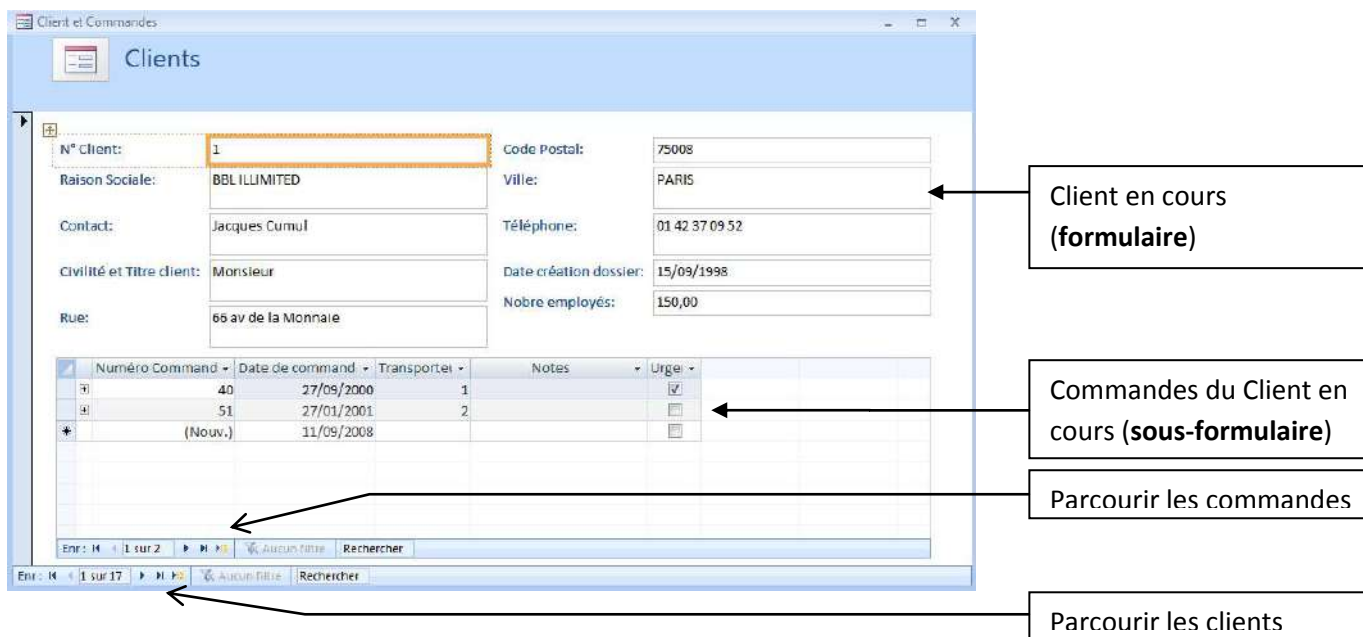 Client et Commandes
Clients
N° Client: 1 Code Postal: 75008
Raison Sociale: BBL ILLIMITED Ville: PARIS
Contact: Jacques Cumul Téléphone: 01 42 37 09 52
Civilité et Titre client: Monsieur Date création dossier: 15/09/1998
Nobre employés: 150,00
Rue: 66 av de la Monnaie
Numéro Command Date de command Transporteu Notes Urge
40 27/09/2000 1
51 27/01/2001 2
(Nouv.) 11/09/2008
Enr : 1 sur 2 Aucun filtre Rechercher
Enr : 1 sur 17 Aucun filtre Rechercher
Client en cours
(formulaire)
Commandes du Client en
cours (sous-formulaire)
Parcourir les commandes
Parcourir les clients